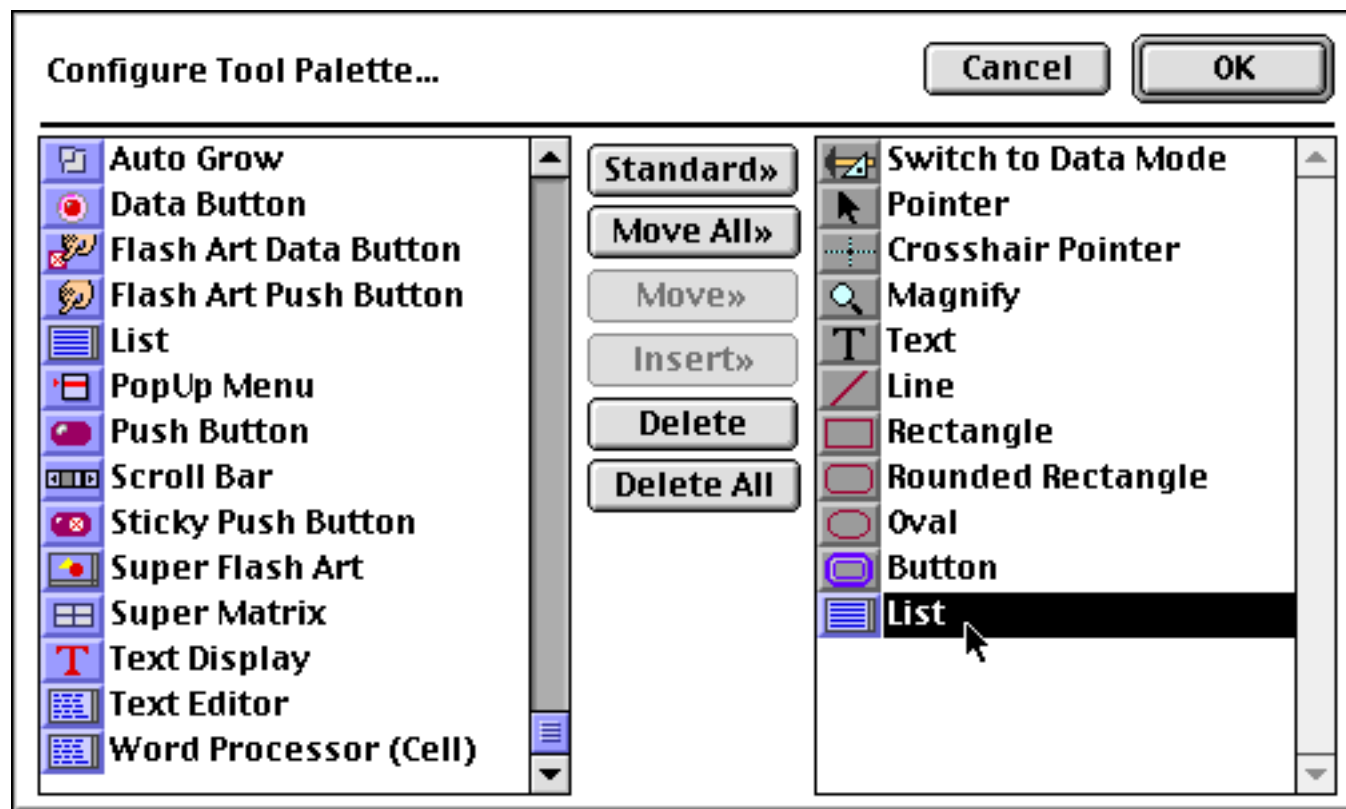 Configure Tool Palette...
Cancel
OK
Auto Grow
Data Button
Flash Art Data Button
Flash Art Push Button
List
PopUp Menu
Push Button
Scroll Bar
Sticky Push Button
Super Flash Art
Super Matrix
T Text Display
Text Editor
Word Processor (Cell)
Standard»
Move All»
Move»
Insert»
Delete
Delete All
Switch to Data Mode
Pointer
Crosshair Pointer
Magnify
T Text
Line
Rectangle
Rounded Rectangle
Oval
Button
List